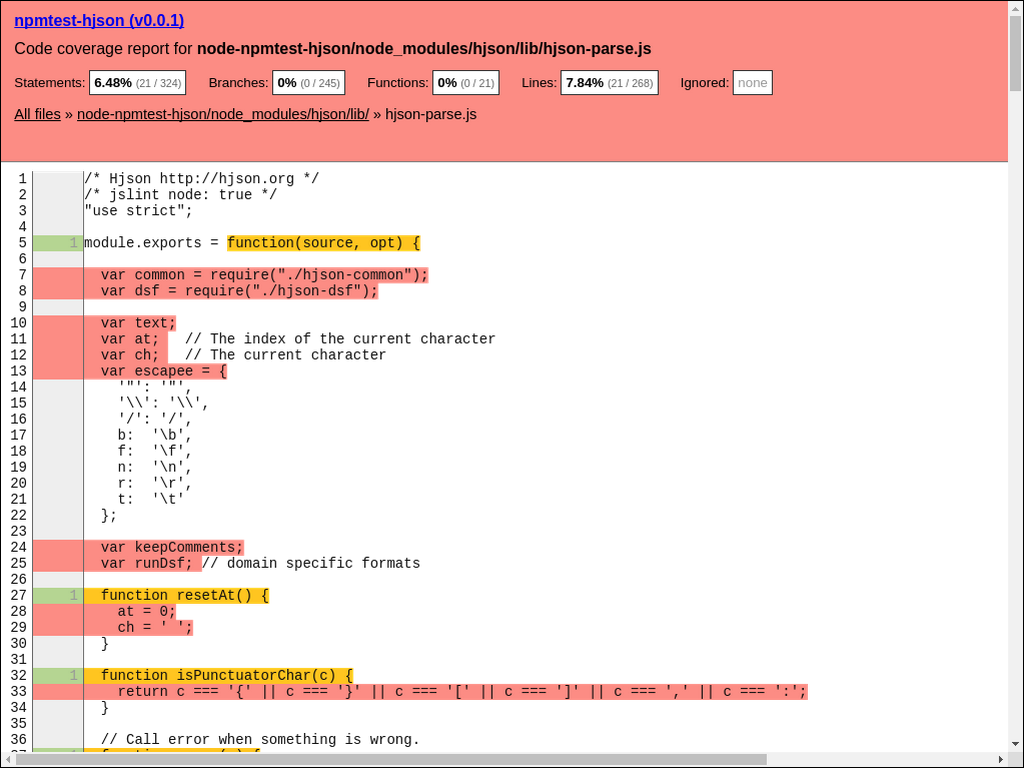 npmtest-hjson (v0.0.1)
Code coverage report for node-npmtest-hjson/node_modules/hjson/lib/hjson-parse.js
Statements: 6.48% (21 / 324) Branches: 0% (0 / 245) Functions: 0% (0 / 21) Lines: 7.84% (21 / 268) Ignored: none
All files » node-npmtest-hjson/node_modules/hjson/lib/ » hjson-parse.js
1 /* Hjson http://hjson.org */
2 /* jslint node: true */
3 "use strict";
4
5 1 module.exports = function(source, opt) {
6
7 var common = require("./hjson-common");
8 var dsf = require("./hjson-dsf");
9
10 var text;
11 var at; // The index of the current character
12 var ch; // The current character
13 var escapee = {
14 '"': '"',
15 '\\': '\\',
16 '/': '/',
17 b: '\b',
18 f: '\f',
19 n: '\n',
20 r: '\r',
21 t: '\t'
22 };
23
24 var keepComments;
25 var runDsf; // domain specific formats
26
27 1 function resetAt() {
28 at = 0;
29 ch = ' ';
30 }
31
32 1 function isPunctuatorChar(c) {
33 return c === '{' || c === '}' || c === '[' || c === ']' || c === ',' || c === ':';
34 }
35
36 // Call error when something is wrong.